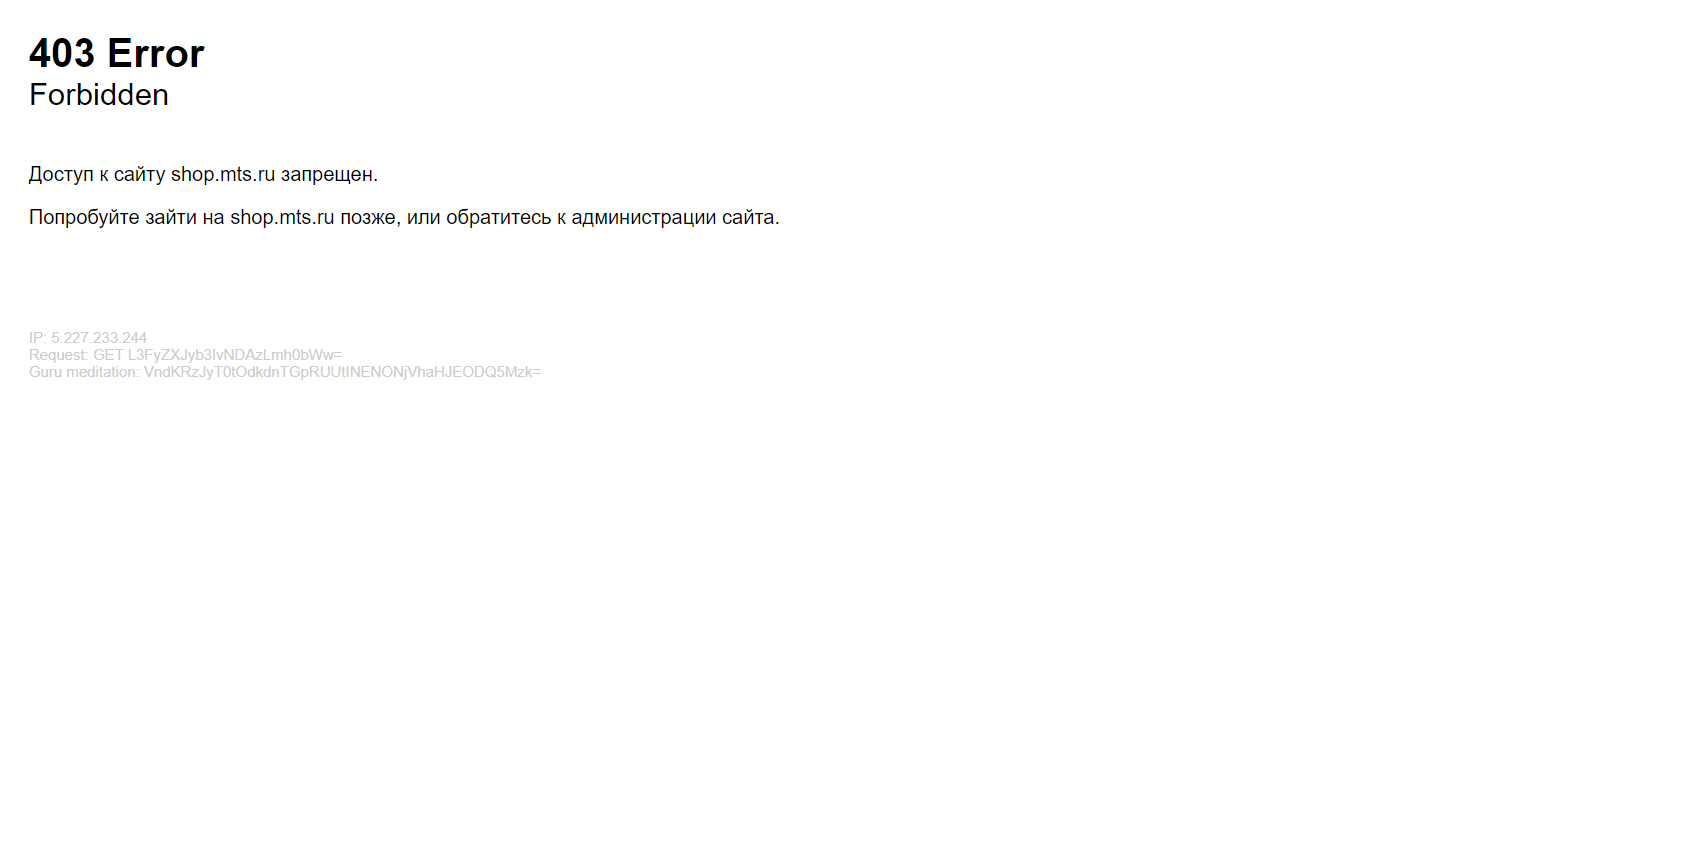 403 Error
Forbidden
Доступ к сайту shop.mts.ru запрещен.
Попробуйте зайти на shop.mts.ru позже, или обратитесь к администрации сайта.
IP: 5.227.233.244
Request: GET L3FyZXJyb3IvNDAzLmh0bWw=
Guru meditation: VndKRzJyT0tOdkdnTGpRUUtINENONjVhaHJEODQ5Mzk=